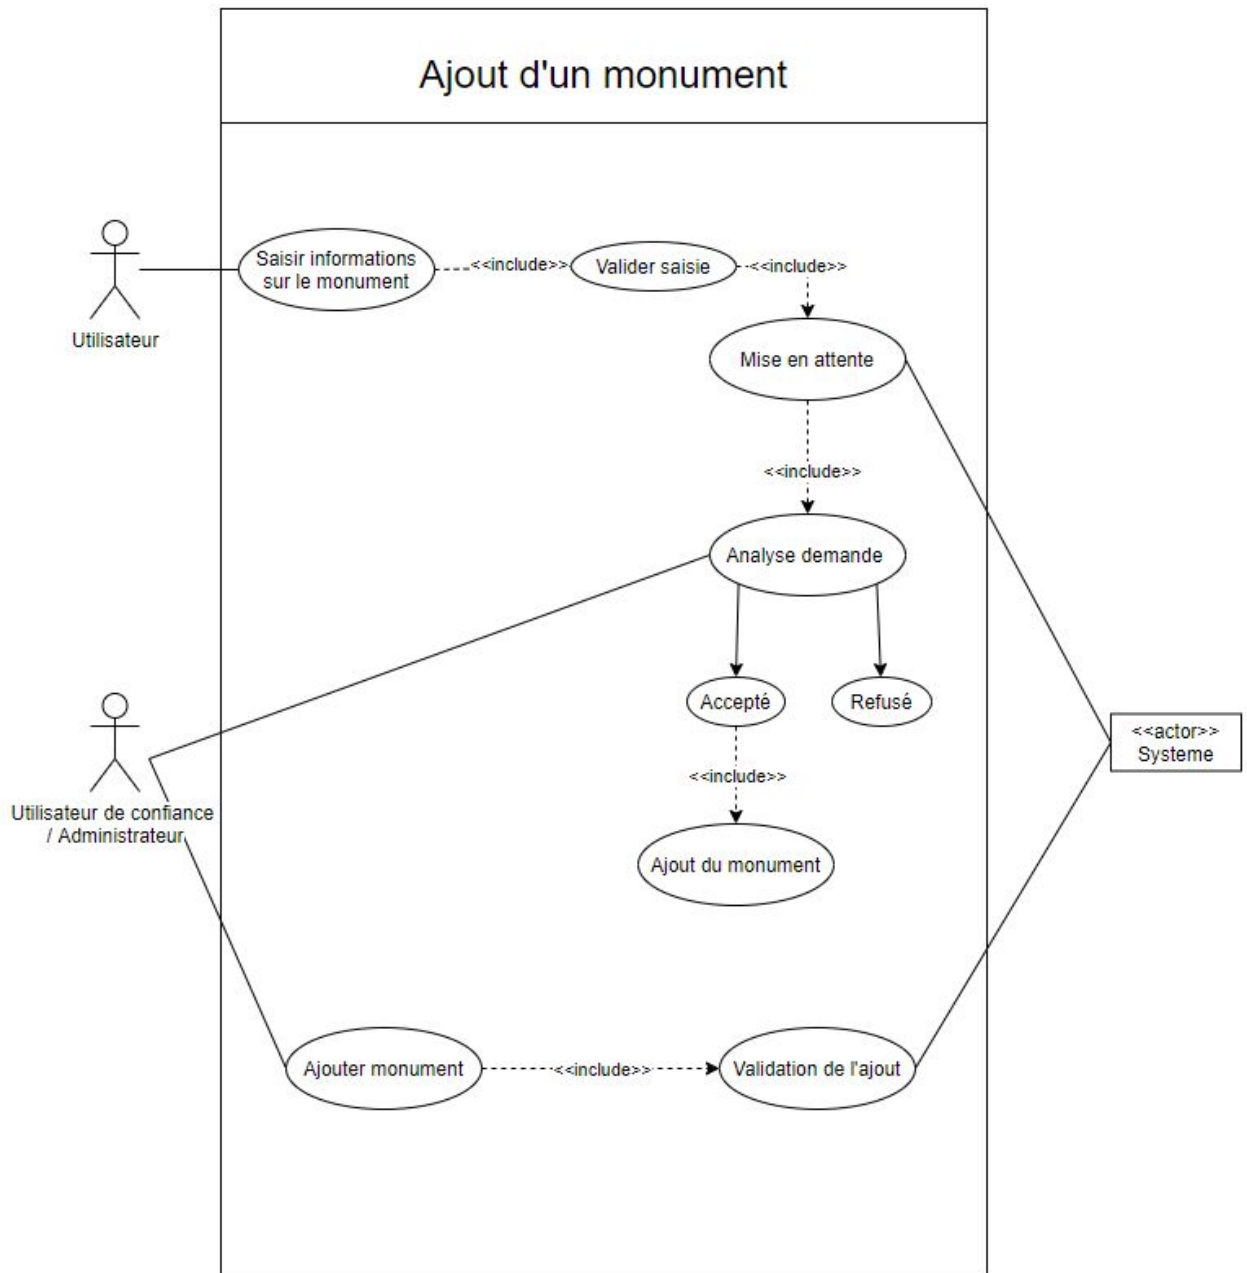 Ajout d'un monument
Saisir informations
sur le monument
<<include>>
Valider saisie
<<include>>
Utilisateur
Mise en attente
<<include>>
Analyse demande
Accepté
Refusé
<<actor>>
Systeme
<<include>>
Utilisateur de confiance
/ Administrateur
Ajout du monument
Ajouter monument
<<include>>
Validation de l'ajout